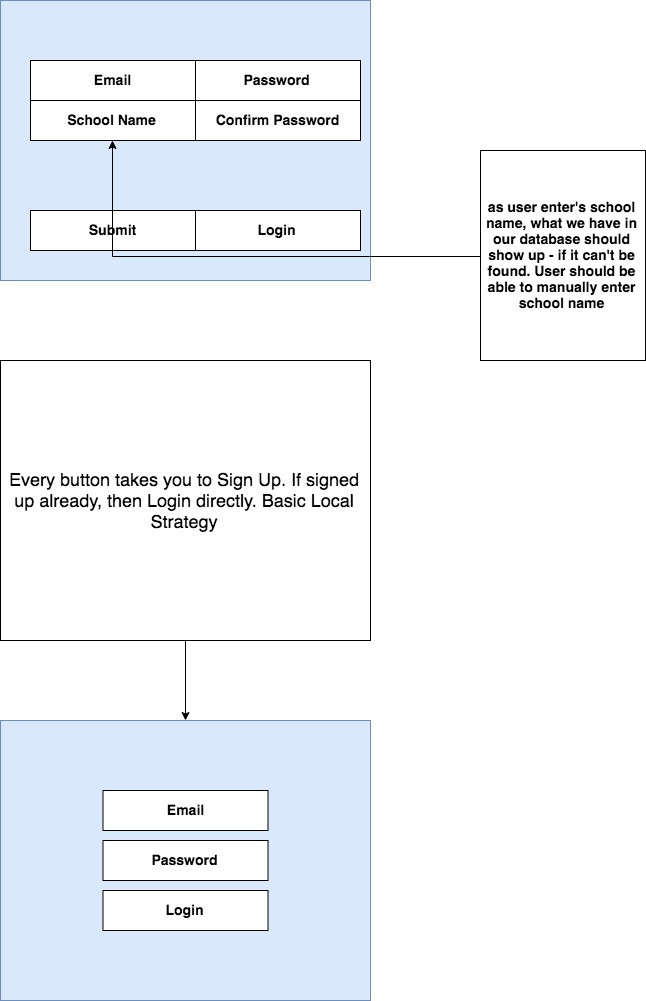 Email
Password
School Name
Confirm Password
Submit
Login
as user enter's school
name, what we have in
our database should
show up - if it can't be
found. User should be
able to manually enter
school name
Every button takes you to Sign Up. If signed
up already, then Login directly. Basic Local
Strategy
Email
Password
Login